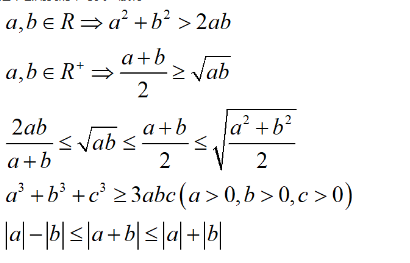 a,b ∈ R ⇒ a² + b² > 2ab
a,b ∈ R⁺ ⇒ (a+b)/2 ≥ √(ab)
2ab/(a+b) ≤ √(ab) ≤ (a+b)/2 ≤ √((a²+b²)/2)
a³ + b³ + c³ ≥ 3abc (a > 0, b > 0, c > 0)
|a| − |b| ≤ |a + b| ≤ |a| + |b|